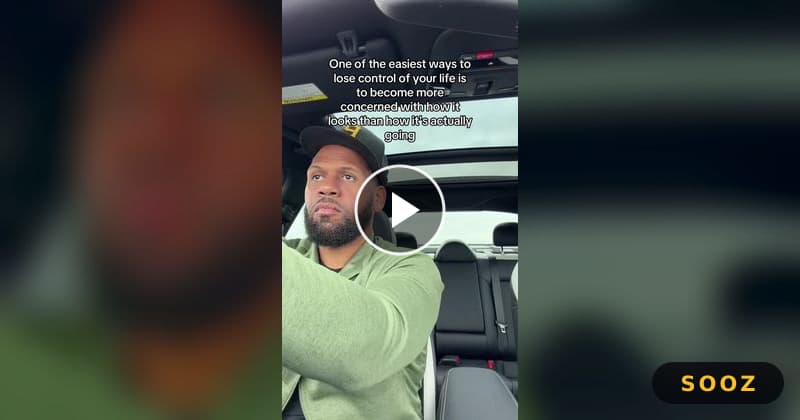 One of the easiest ways to
lose control of your life is
to become more
concerned with how it
looks than how it's actually
going
SOOZ